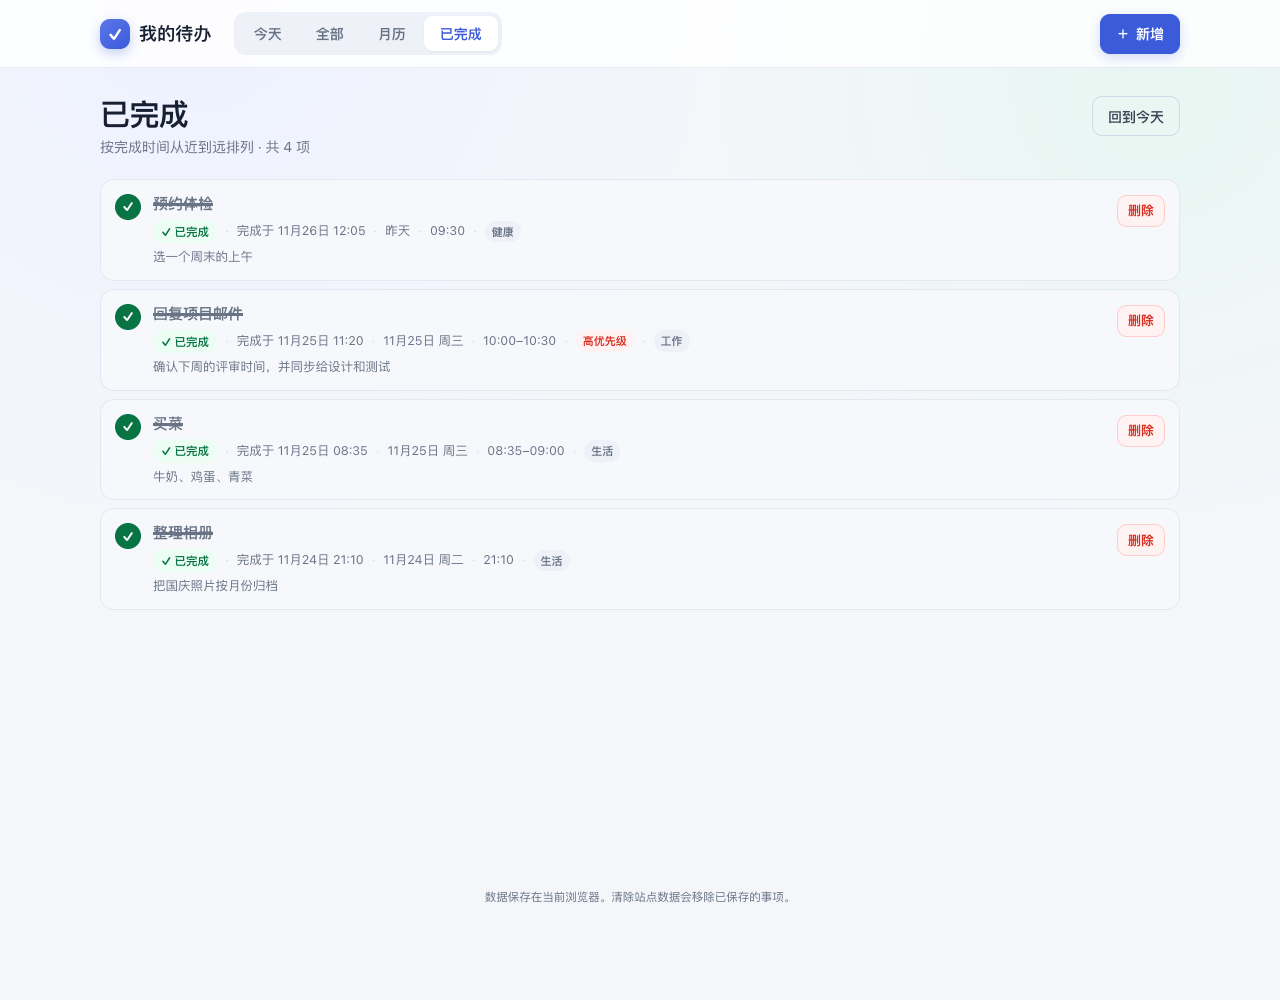 我的待办
今天
全部
月历
已完成
+ 新增
已完成
回到今天
按完成时间从近到远排列 · 共 4 项
预约体检
删除
已完成 · 完成于 11月26日 12:05 · 昨天 · 09:30 · 健康
选一个周末的上午
回复项目邮件
删除
已完成 · 完成于 11月25日 11:20 · 11月25日 周三 · 10:00–10:30 · 高优先级 · 工作
确认下周的评审时间，并同步给设计和测试
买菜
删除
已完成 · 完成于 11月25日 08:35 · 11月25日 周三 · 08:35–09:00 · 生活
牛奶、鸡蛋、青菜
整理相册
删除
已完成 · 完成于 11月24日 21:10 · 11月24日 周二 · 21:10 · 生活
把国庆照片按月份归档
数据保存在当前浏览器。清除站点数据会移除已保存的事项。